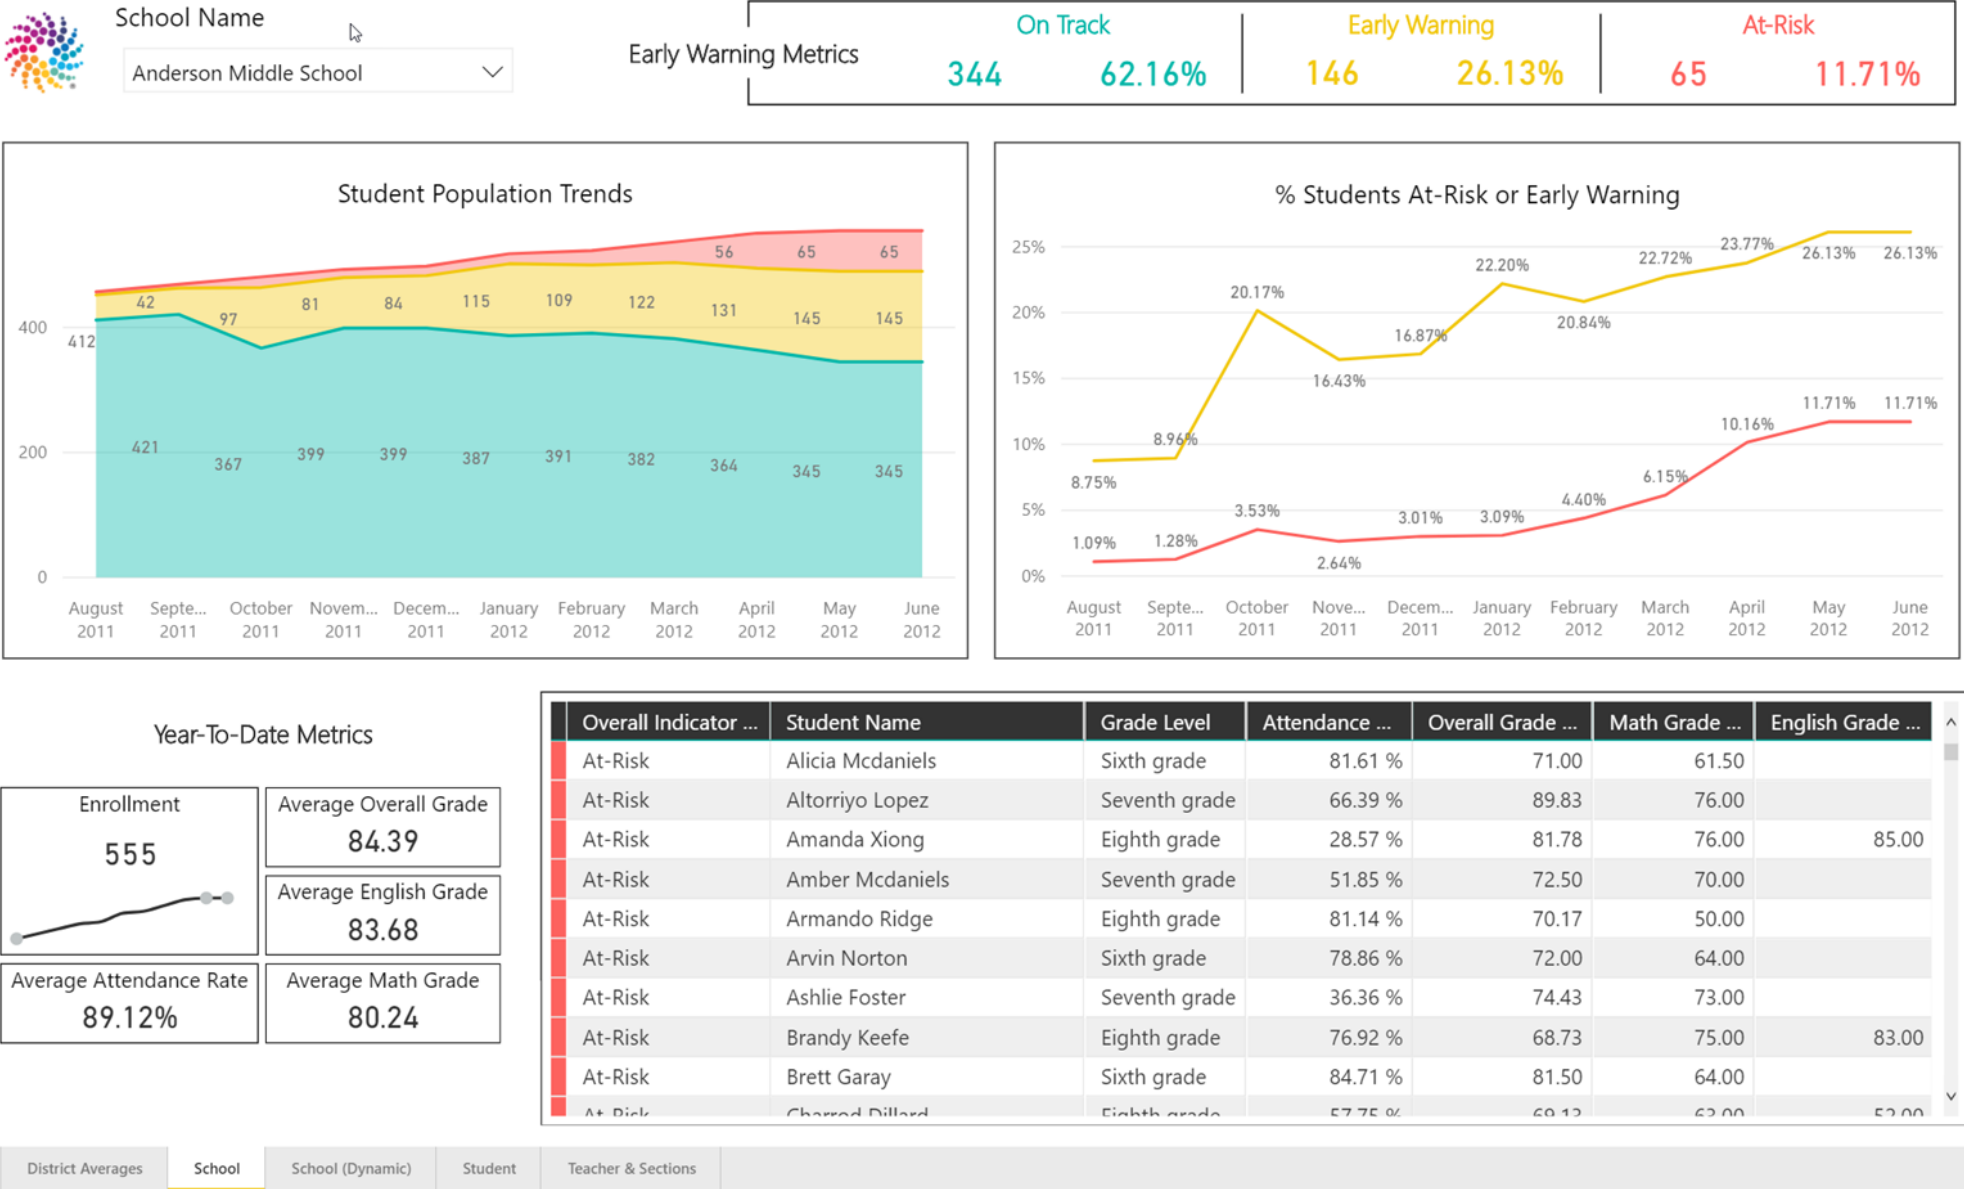 School Name
Anderson Middle School
Early Warning Metrics
On Track
344 62.16%
Early Warning
146 26.13%
At-Risk
65 11.71%
Student Population Trends
400
200
0
412
42
97
81
84
115
109
122
131
145
145
56
65
65
421
367
399
399
387
391
382
364
345
345
August Septe... October Novem... Decem... January February March April May June
2011 2011 2011 2011 2011 2012 2012 2012 2012 2012 2012
% Students At-Risk or Early Warning
25%
20%
15%
10%
5%
0%
8.75%
8.96%
20.17%
16.43%
16.87%
22.20%
20.84%
22.72%
23.77%
26.13%
26.13%
1.09%
1.28%
3.53%
2.64%
3.01%
3.09%
4.40%
6.15%
10.16%
11.71%
11.71%
August Septe... October Nove... Decem... January February March April May June
2011 2011 2011 2011 2011 2012 2012 2012 2012 2012 2012
Year-To-Date Metrics
Enrollment
555
Average Overall Grade
84.39
Average English Grade
83.68
Average Attendance Rate
89.12%
Average Math Grade
80.24
Overall Indicator ... Student Name Grade Level Attendance ... Overall Grade ... Math Grade ... English Grade ...
At-Risk Alicia Mcdaniels Sixth grade 81.61 % 71.00 61.50
At-Risk Altorriyo Lopez Seventh grade 66.39 % 89.83 76.00
At-Risk Amanda Xiong Eighth grade 28.57 % 81.78 76.00 85.00
At-Risk Amber Mcdaniels Seventh grade 51.85 % 72.50 70.00
At-Risk Armando Ridge Eighth grade 81.14 % 70.17 50.00
At-Risk Arvin Norton Sixth grade 78.86 % 72.00 64.00
At-Risk Ashlie Foster Seventh grade 36.36 % 74.43 73.00
At-Risk Brandy Keefe Eighth grade 76.92 % 68.73 75.00 83.00
At-Risk Brett Garay Sixth grade 84.71 % 81.50 64.00
At-Risk Charrod Dillard Eighth grade 57.75 % 69.13 63.00 52.00
District Averages School School (Dynamic) Student Teacher & Sections